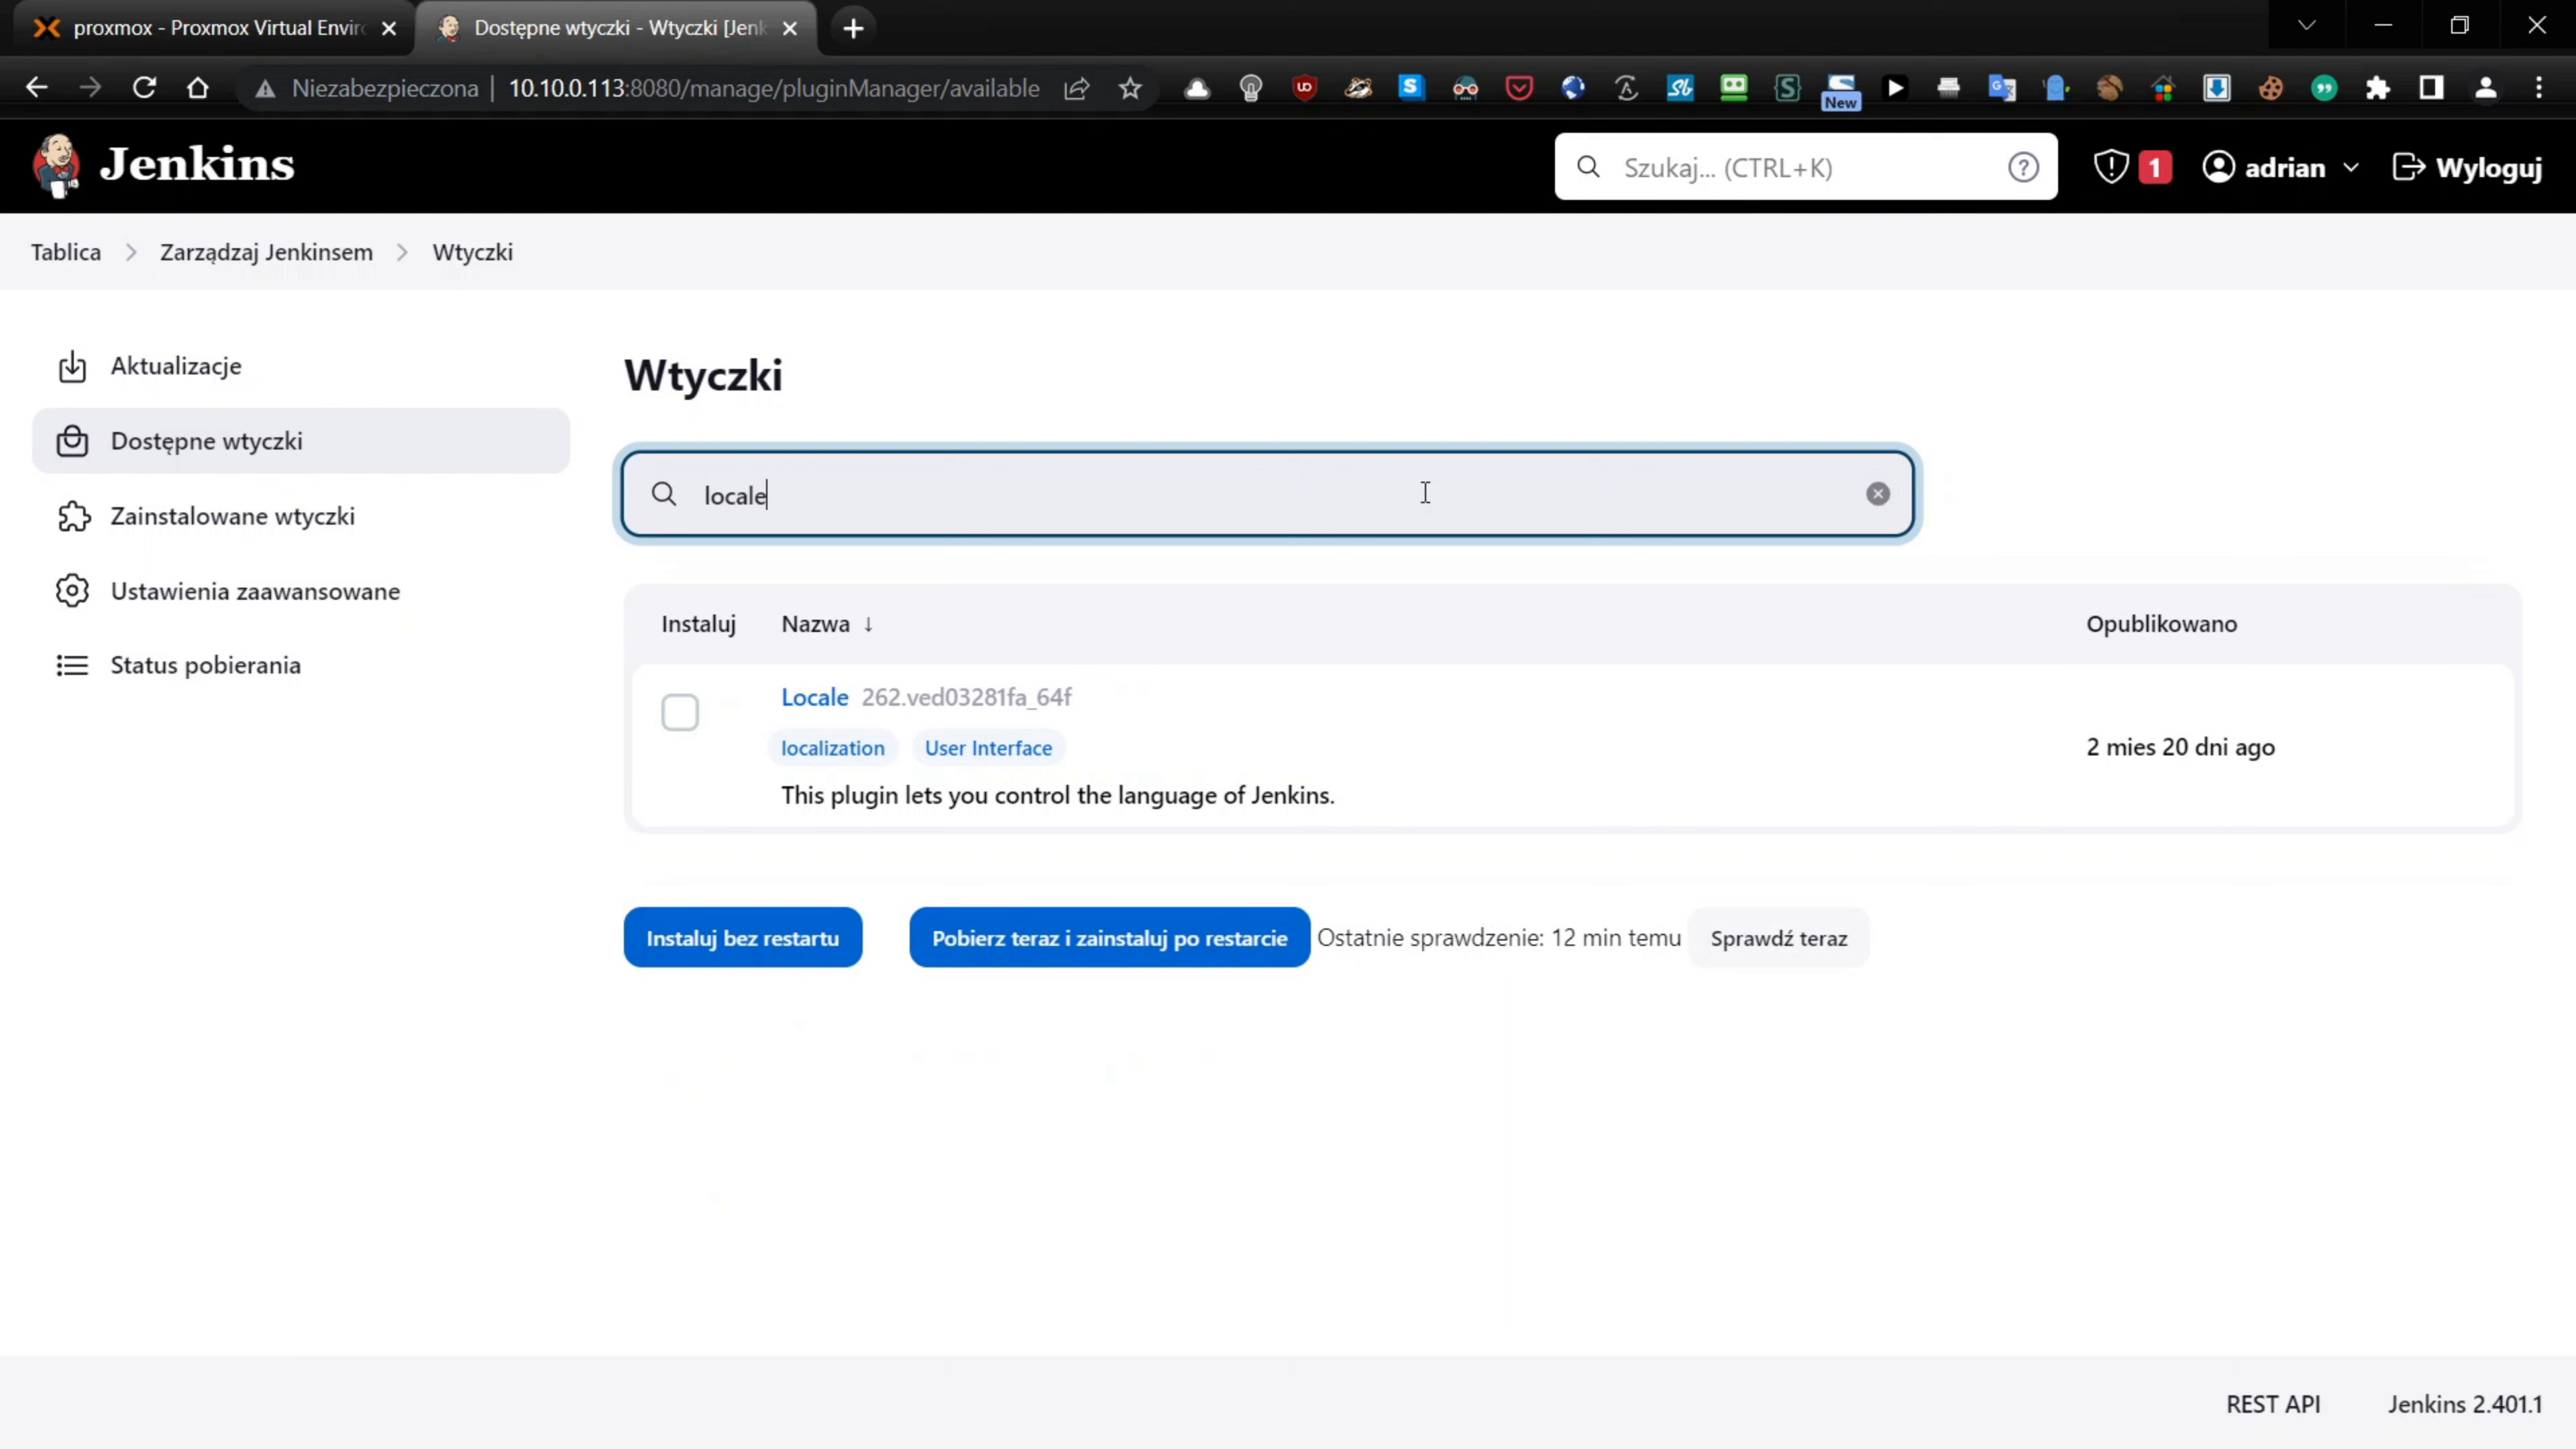 proxmox - Proxmox Virtual Enviro
Dostępne wtyczki - Wtyczki [Jenk
Niezabezpieczona | 10.10.0.113:8080/manage/pluginManager/available
New
Jenkins
Szukaj... (CTRL+K)
1
adrian
Wyloguj
Tablica
Zarządzaj Jenkinsem
Wtyczki
Aktualizacje
Dostępne wtyczki
Zainstalowane wtyczki
Ustawienia zaawansowane
Status pobierania
Wtyczki
locale
Instaluj Nazwa ↓ Opublikowano
Locale 262.ved03281fa_64f
localization User Interface
2 mies 20 dni ago
This plugin lets you control the language of Jenkins.
Instaluj bez restartu
Pobierz teraz i zainstaluj po restarcie
Ostatnie sprawdzenie: 12 min temu
Sprawdź teraz
REST API
Jenkins 2.401.1